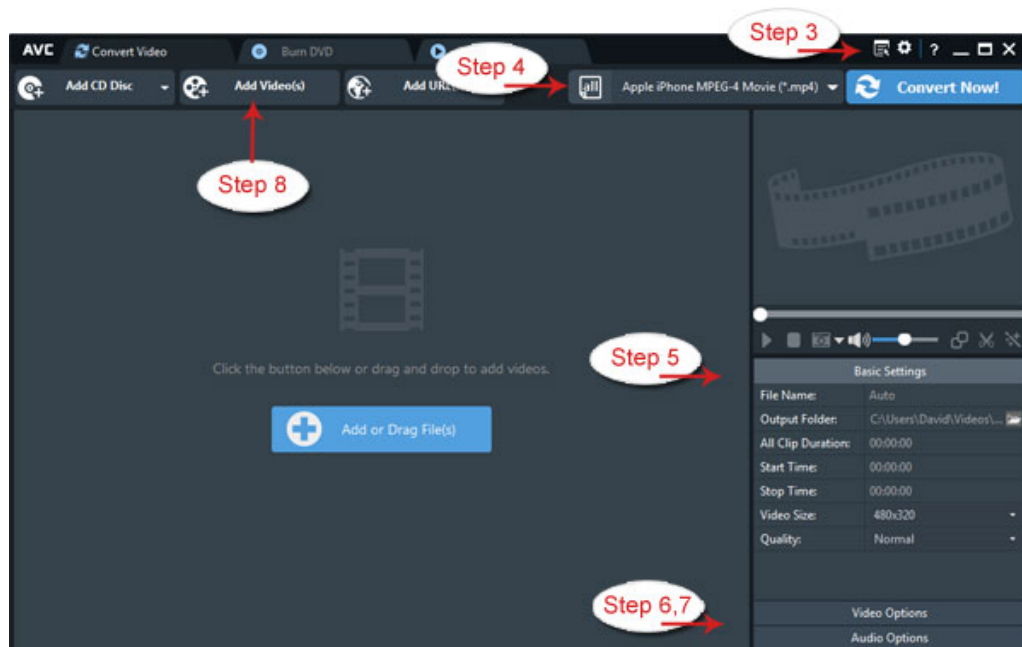 Step 3
AVC Convert Video Burn DVD
Step 4
Add CD Disc Add Video(s) Add URL all Apple iPhone MPEG-4 Movie (*.mp4) Convert Now!
Step 8
Step 5
Click the button below or drag and drop to add videos.
Add or Drag File(s)
Basic Settings
File Name: Auto
Output Folder: C:\Users\David\Videos\...
All Clip Duration: 00:00:00
Start Time: 00:00:00
Stop Time: 00:00:00
Video Size: 480x320
Quality: Normal
Step 6,7
Video Options
Audio Options